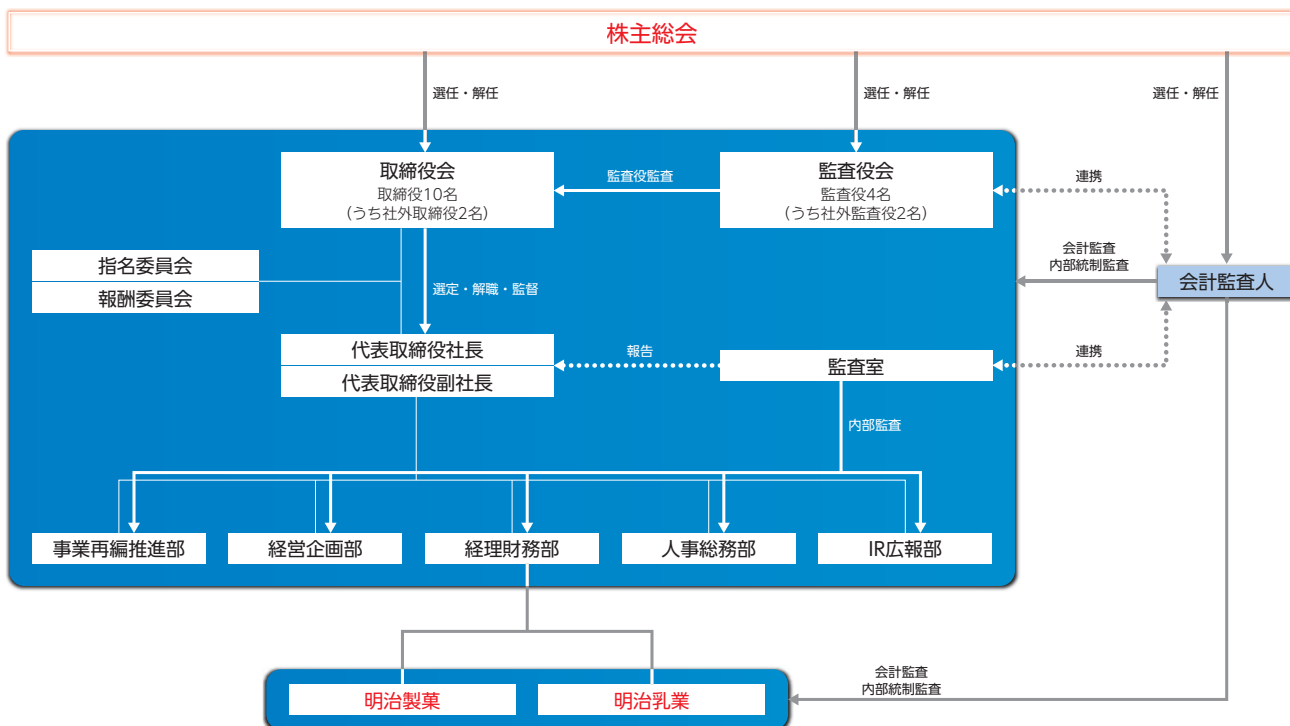 株主総会
選任・解任
選任・解任
選任・解任
取締役会
取締役10名
（うち社外取締役2名）
監査役監査
監査役会
監査役4名
（うち社外監査役2名）
連携
指名委員会
報酬委員会
選定・解職・監督
会計監査
内部統制監査
会計監査人
代表取締役社長
代表取締役副社長
報告
監査室
連携
内部監査
事業再編推進部
経営企画部
経理財務部
人事総務部
IR広報部
明治製菓
明治乳業
会計監査
内部統制監査